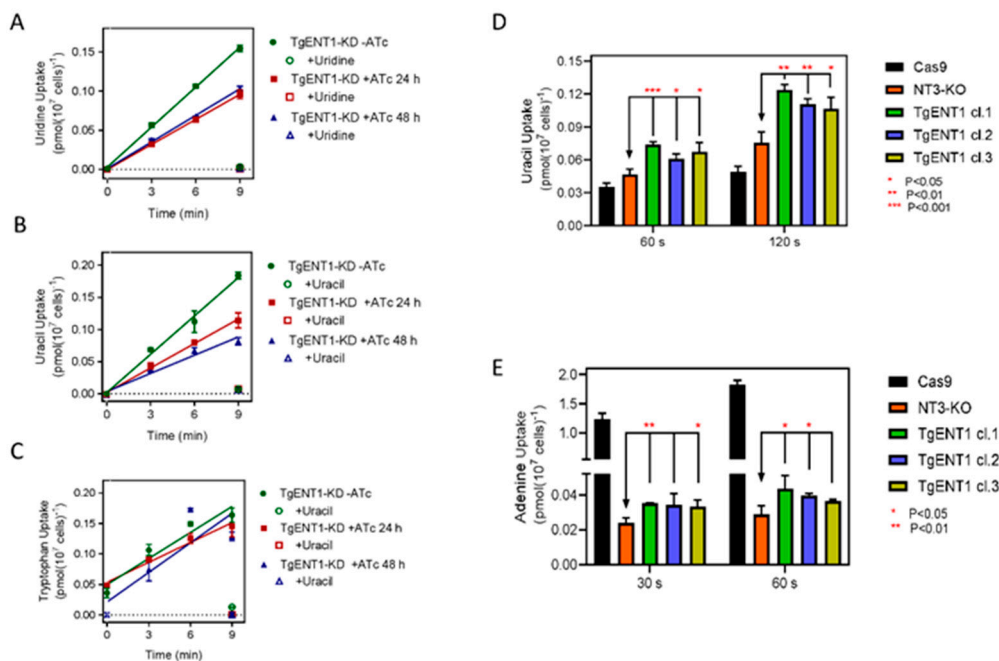 A
Uridine Uptake
(pmol(10⁷ cells)⁻¹)
0.15
0.10
0.05
0.00
0
3
6
9
Time (min)
TgENT1-KD -ATc
+Uridine
TgENT1-KD +ATc 24 h
+Uridine
TgENT1-KD +ATc 48 h
+Uridine
B
Uracil Uptake
(pmol(10⁷ cells)⁻¹)
0.20
0.15
0.10
0.05
0.00
0
3
6
9
Time (min)
TgENT1-KD -ATc
+Uracil
TgENT1-KD +ATc 24 h
+Uracil
TgENT1-KD +ATc 48 h
+Uracil
C
Tryptophan Uptake
(pmol(10⁷ cells)⁻¹)
0.20
0.15
0.10
0.05
0.00
0
3
6
9
Time (min)
TgENT1-KD -ATc
+Uracil
TgENT1-KD +ATc 24 h
+Uracil
TgENT1-KD +ATc 48 h
+Uracil
D
Uracil Uptake
(pmol(10⁷ cells)⁻¹)
0.15
0.12
0.09
0.06
0.03
0.00
*** * *
** ** *
60 s
120 s
Cas9
NT3-KO
TgENT1 cl.1
TgENT1 cl.2
TgENT1 cl.3
* P<0.05
** P<0.01
*** P<0.001
E
Adenine Uptake
(pmol(10⁷ cells)⁻¹)
2.0
1.5
1.0
0.04
0.02
0.00
** *
* *
30 s
60 s
Cas9
NT3-KO
TgENT1 cl.1
TgENT1 cl.2
TgENT1 cl.3
* P<0.05
** P<0.01